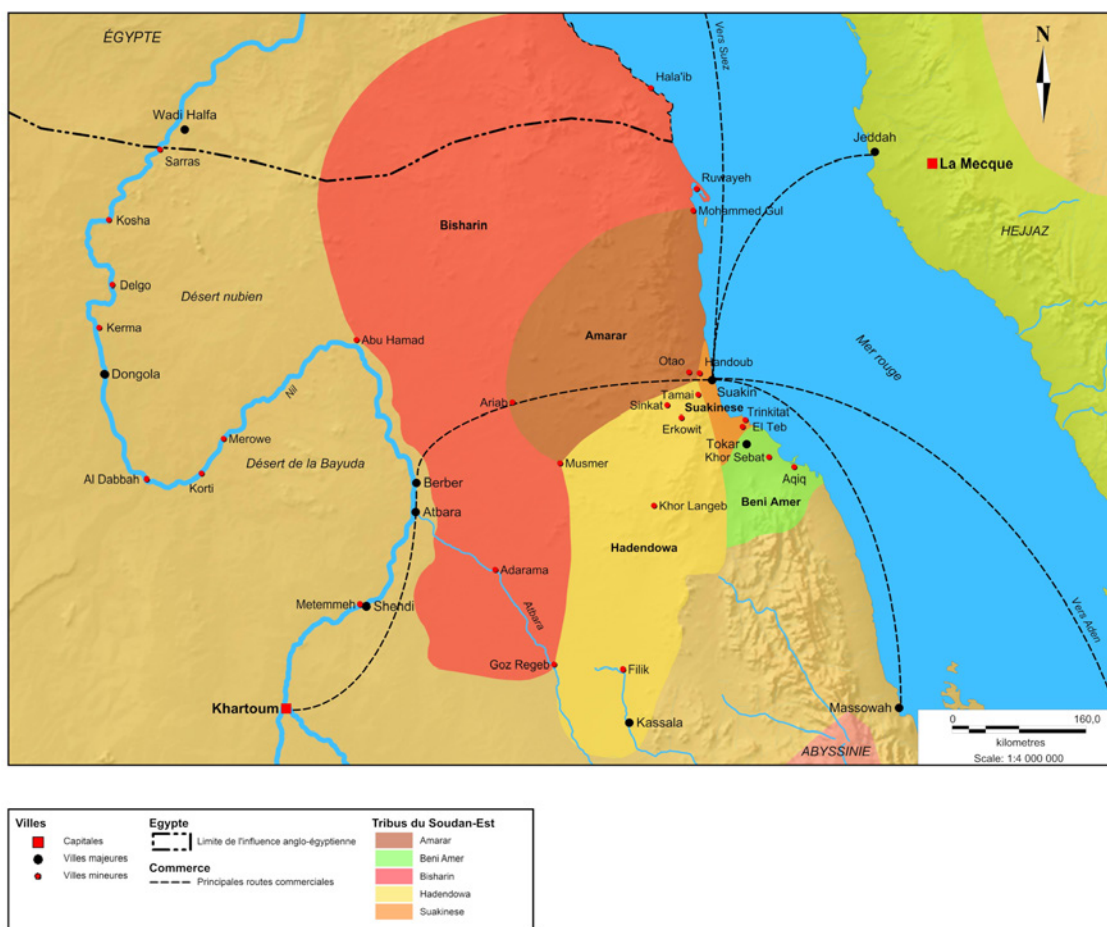 ÉGYPTE
Vers Suez
N
Hala'ib
Wadi Halfa
Jeddah
Sarras
La Mecque
Ruwayeh
Mohammed Gul
Kosha
Bisharin
HEJJAZ
Delgo
Désert nubien
Kerma
Amarar
Abu Hamad
Mer rouge
Otao
Handoub
Dongola
Nil
Suakin
Tamai
Ariab
Sinkat
Suakinese
Trinkitat
Erkowit
El Teb
Merowe
Tokar
Khor Sebat
Désert de la Bayuda
Musmer
Aqiq
Al Dabbah
Korti
Berber
Beni Amer
Khor Langeb
Atbara
Hadendowa
Adarama
Metemmeh
Shendi
Atbara
Vers Aden
Goz Regeb
Filik
Khartoum
Massowah
Kassala
0 160,0
kilometres
ABYSSINIE
Scale: 1:4 000 000
Villes
Capitales
Villes majeures
Villes mineures
Egypte
Limite de l'influence anglo-égyptienne
Commerce
Principales routes commerciales
Tribus du Soudan-Est
Amarar
Beni Amer
Bisharin
Hadendowa
Suakinese